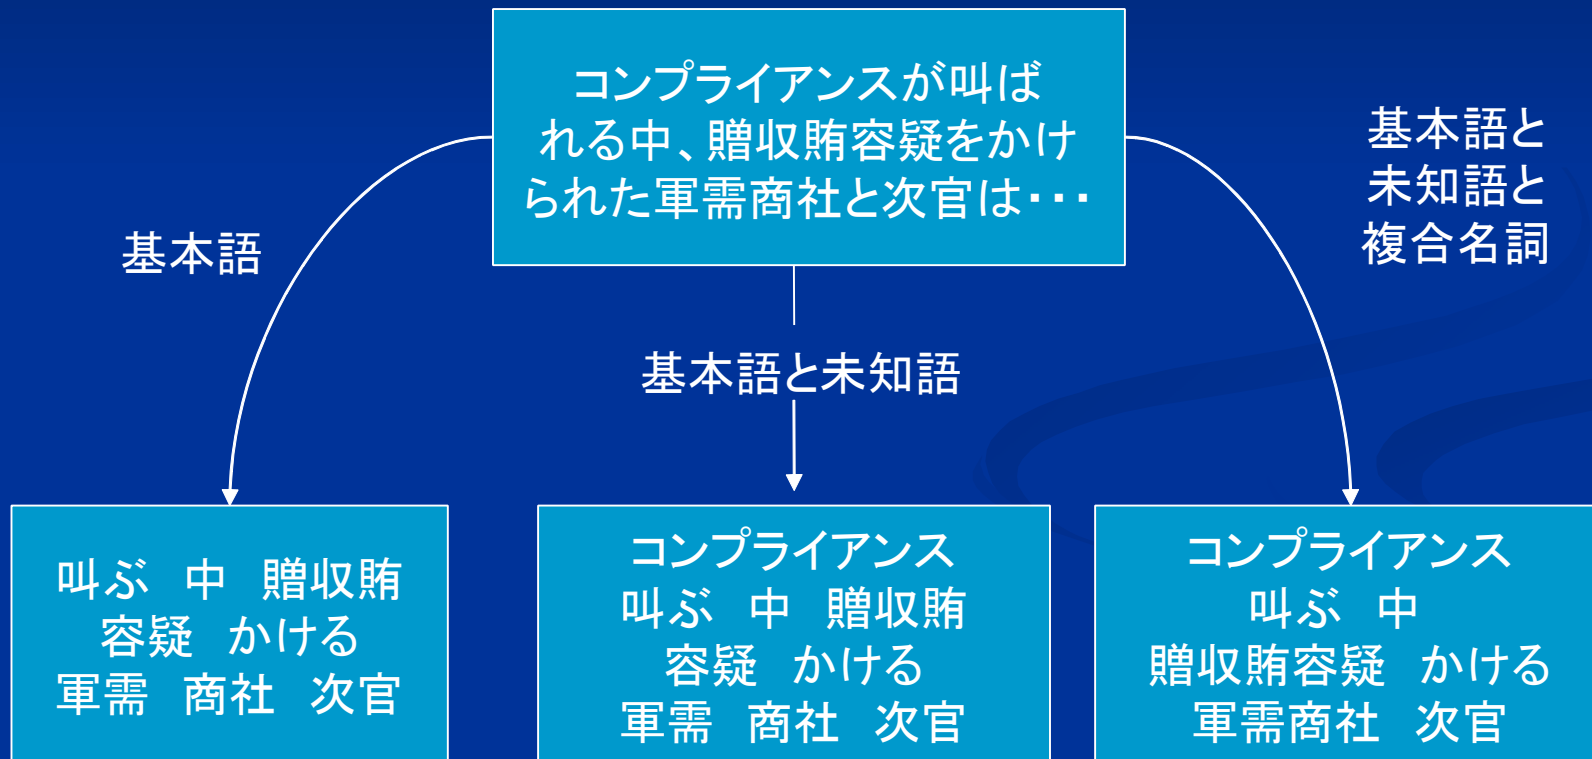 コンプライアンスが叫ば
れる中、贈収賄容疑をかけ
られた軍需商社と次官は・・・
基本語
基本語と未知語
基本語と
未知語と
複合名詞
叫ぶ　中　贈収賄
容疑　かける
軍需　商社　次官
コンプライアンス
叫ぶ　中　贈収賄
容疑　かける
軍需　商社　次官
コンプライアンス
叫ぶ　中
贈収賄容疑　かける
軍需商社　次官